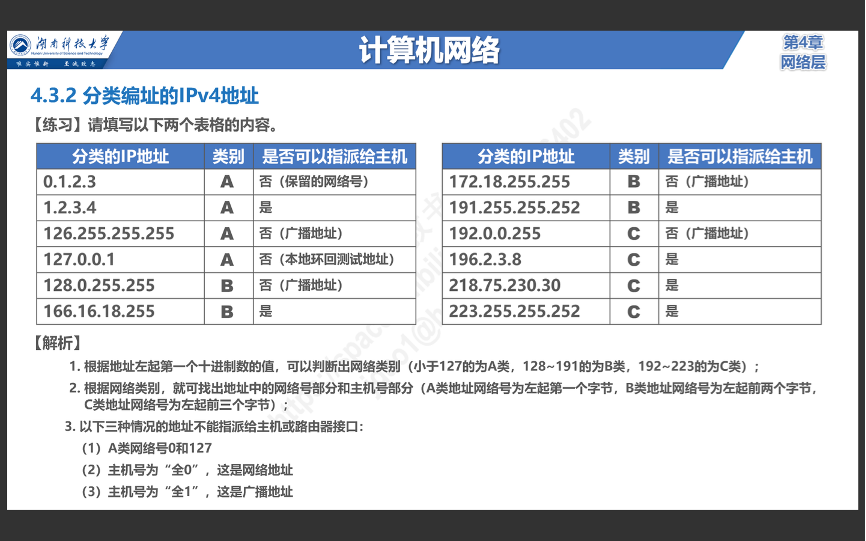 湖南科技大学
Hunan University of Science and Technology
唯实惟新 至诚致志
计算机网络
第4章
网络层
4.3.2 分类编址的IPv4地址
【练习】请填写以下两个表格的内容。
分类的IP地址 类别 是否可以指派给主机
0.1.2.3 A 否（保留的网络号）
1.2.3.4 A 是
126.255.255.255 A 否（广播地址）
127.0.0.1 A 否（本地环回测试地址）
128.0.255.255 B 否（广播地址）
166.16.18.255 B 是
分类的IP地址 类别 是否可以指派给主机
172.18.255.255 B 否（广播地址）
191.255.255.252 B 是
192.0.0.255 C 否（广播地址）
196.2.3.8 C 是
218.75.230.30 C 是
223.255.255.252 C 是
【解析】
1. 根据地址左起第一个十进制数的值，可以判断出网络类别（小于127的为A类，128~191的为B类，192~223的为C类）；
2. 根据网络类别，就可找出地址中的网络号部分和主机号部分（A类地址网络号为左起第一个字节，B类地址网络号为左起前两个字节，
C类地址网络号为左起前三个字节）；
3. 以下三种情况的地址不能指派给主机或路由器接口：
（1）A类网络号0和127
（2）主机号为“全0”，这是网络地址
（3）主机号为“全1”，这是广播地址